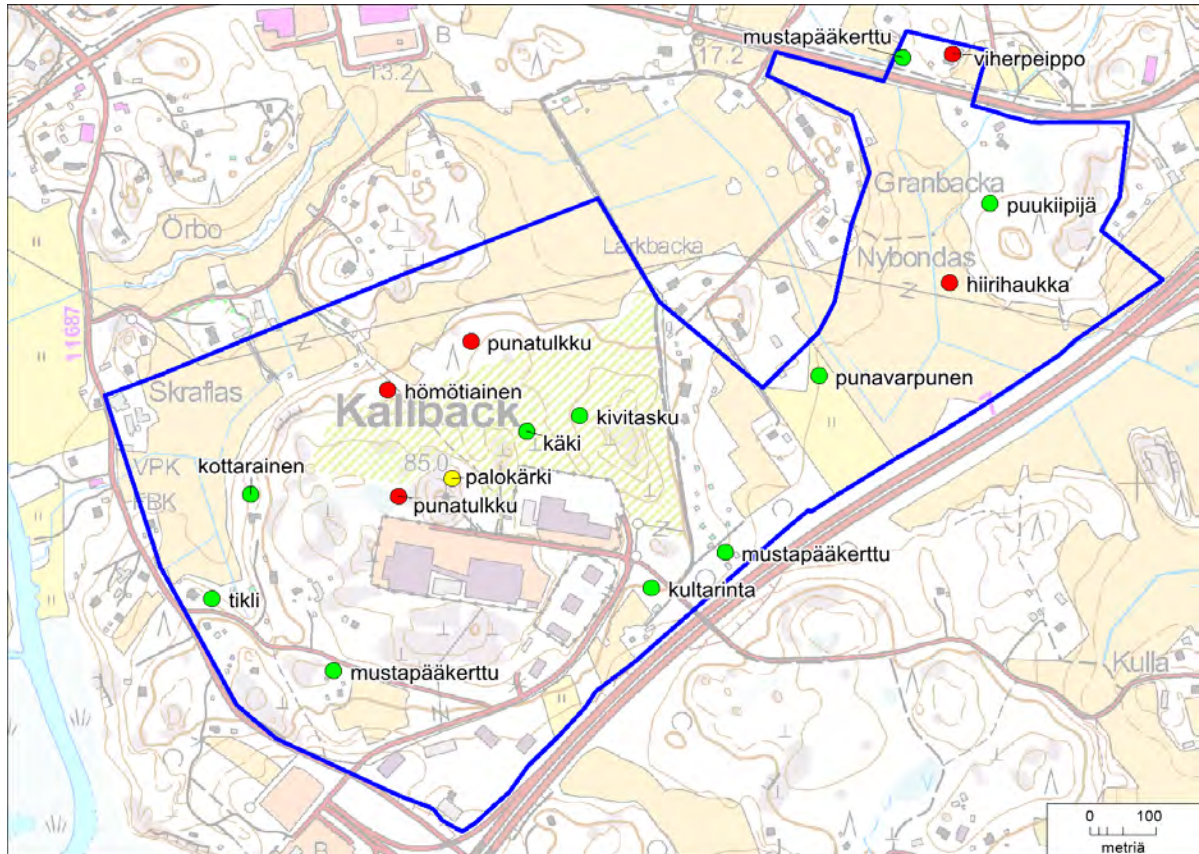 mustapääkerttu
viherpeippo
B
17.2
13.2
Granbacka
puukiipijä
Örbo
Larkbacka
Nybondas
hiirihaukka
11687
punatulkku
punavarpunen
Skraflas
hömötiainen
Kallback
kivitasku
käki
1
kottarainen
VPK
FBK
85.0
palokärki
punatulkku
mustapääkerttu
tikli
kultarinta
mustapääkerttu
Kulla
B
B
0 100
metriä